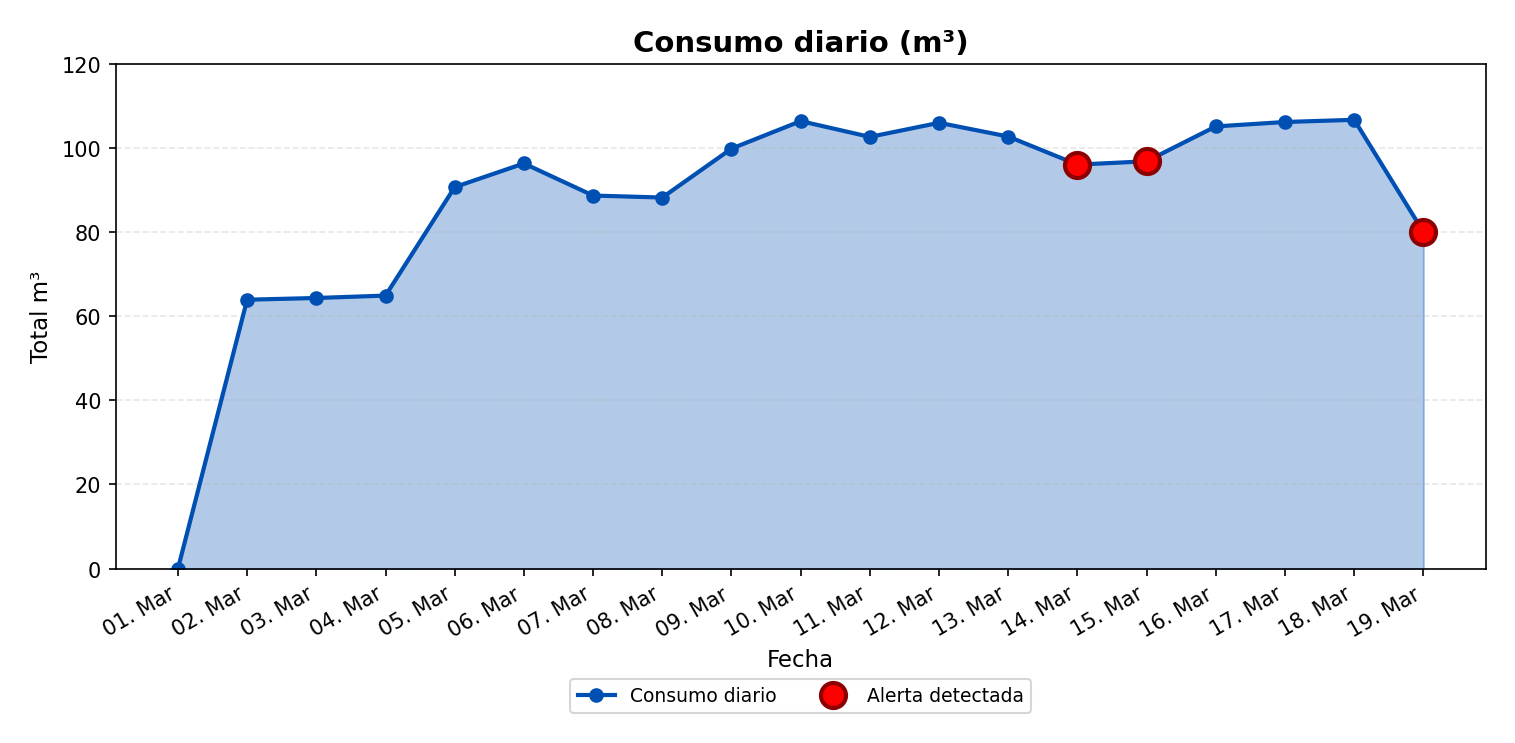 Consumo diario (m³)
120
100
80
60
40
20
0
Total m³
01. Mar
02. Mar
03. Mar
04. Mar
05. Mar
06. Mar
07. Mar
08. Mar
09. Mar
10. Mar
11. Mar
12. Mar
13. Mar
14. Mar
15. Mar
16. Mar
17. Mar
18. Mar
19. Mar
Fecha
Consumo diario
Alerta detectada